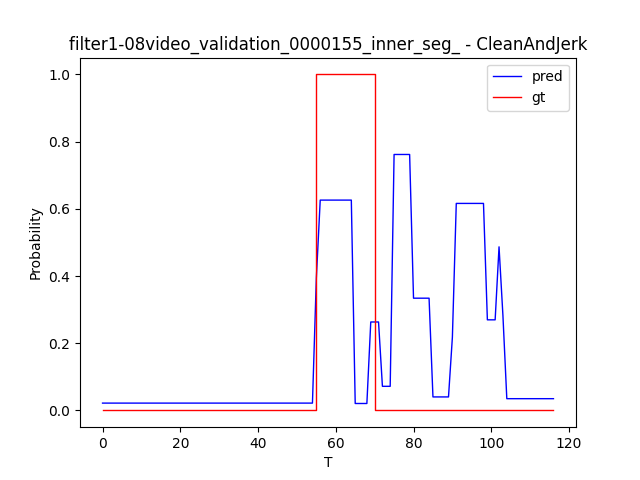 filter1-08video_validation_0000155_inner_seg_ - CleanAndJerk
pred
gt
1.0
0.8
0.6
0.4
0.2
0.0
Probability
0
20
40
60
80
100
120
T